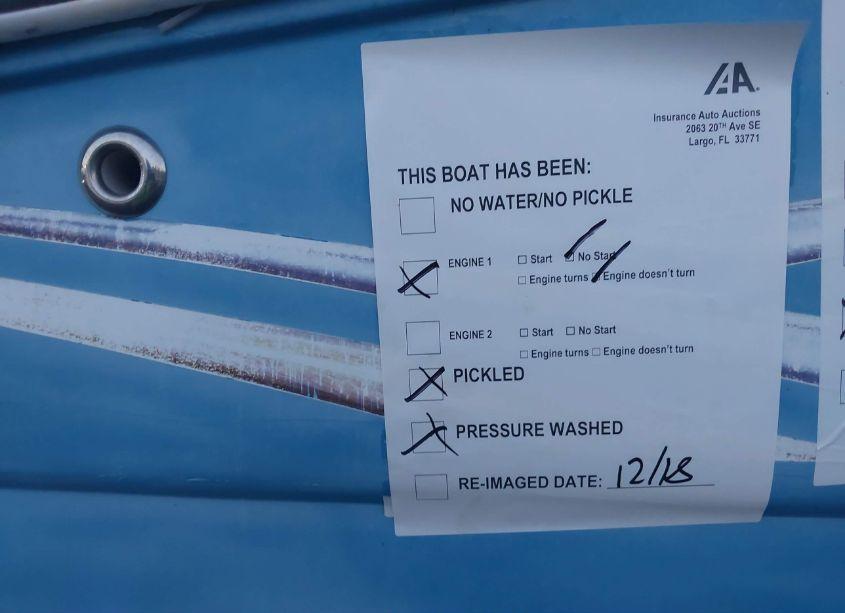 IAA.
Insurance Auto Auctions
2063 20TH Ave SE
Largo, FL 33771
THIS BOAT HAS BEEN:
NO WATER/NO PICKLE
ENGINE 1 Start No Start
Engine turns Engine doesn't turn
ENGINE 2 Start No Start
Engine turns Engine doesn't turn
PICKLED
PRESSURE WASHED
RE-IMAGED DATE: